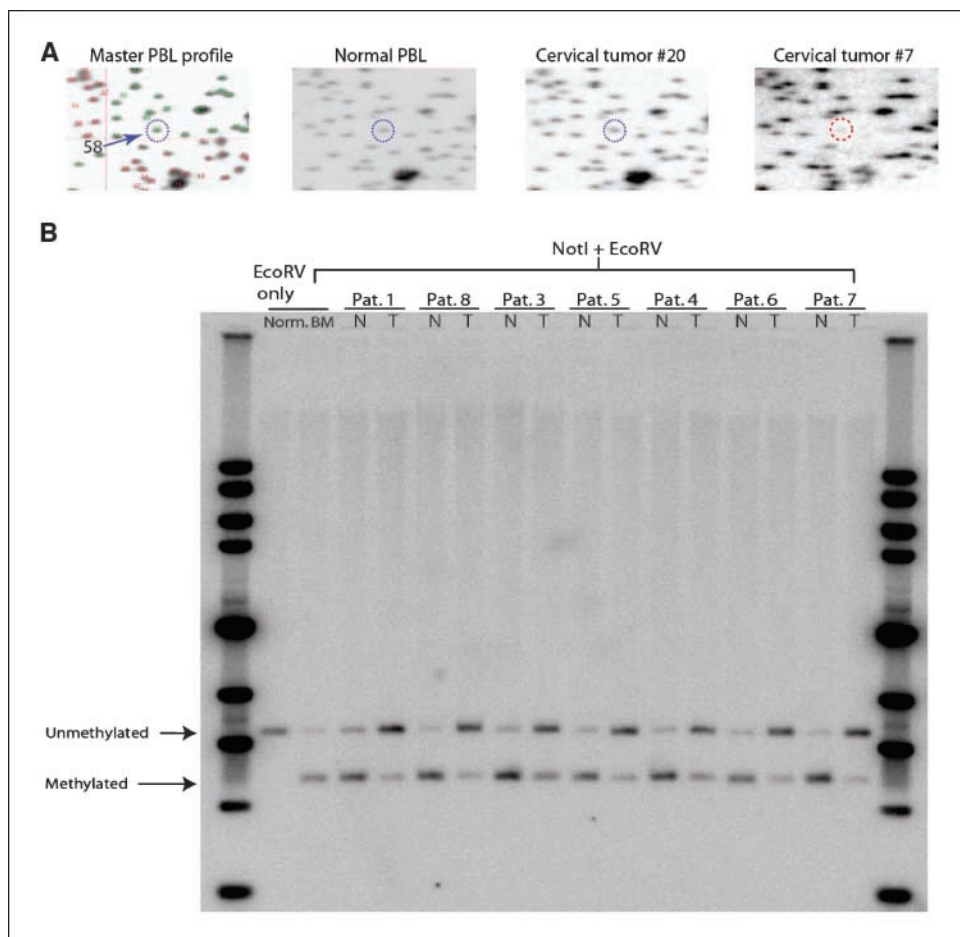 A
Master PBL profile
Normal PBL
Cervical tumor #20
Cervical tumor #7
58
B
NotI + EcoRV
EcoRV
only
Pat. 1
Pat. 8
Pat. 3
Pat. 5
Pat. 4
Pat. 6
Pat. 7
Norm. BM
N T N T N T N T N T N T N T
Unmethylated
Methylated